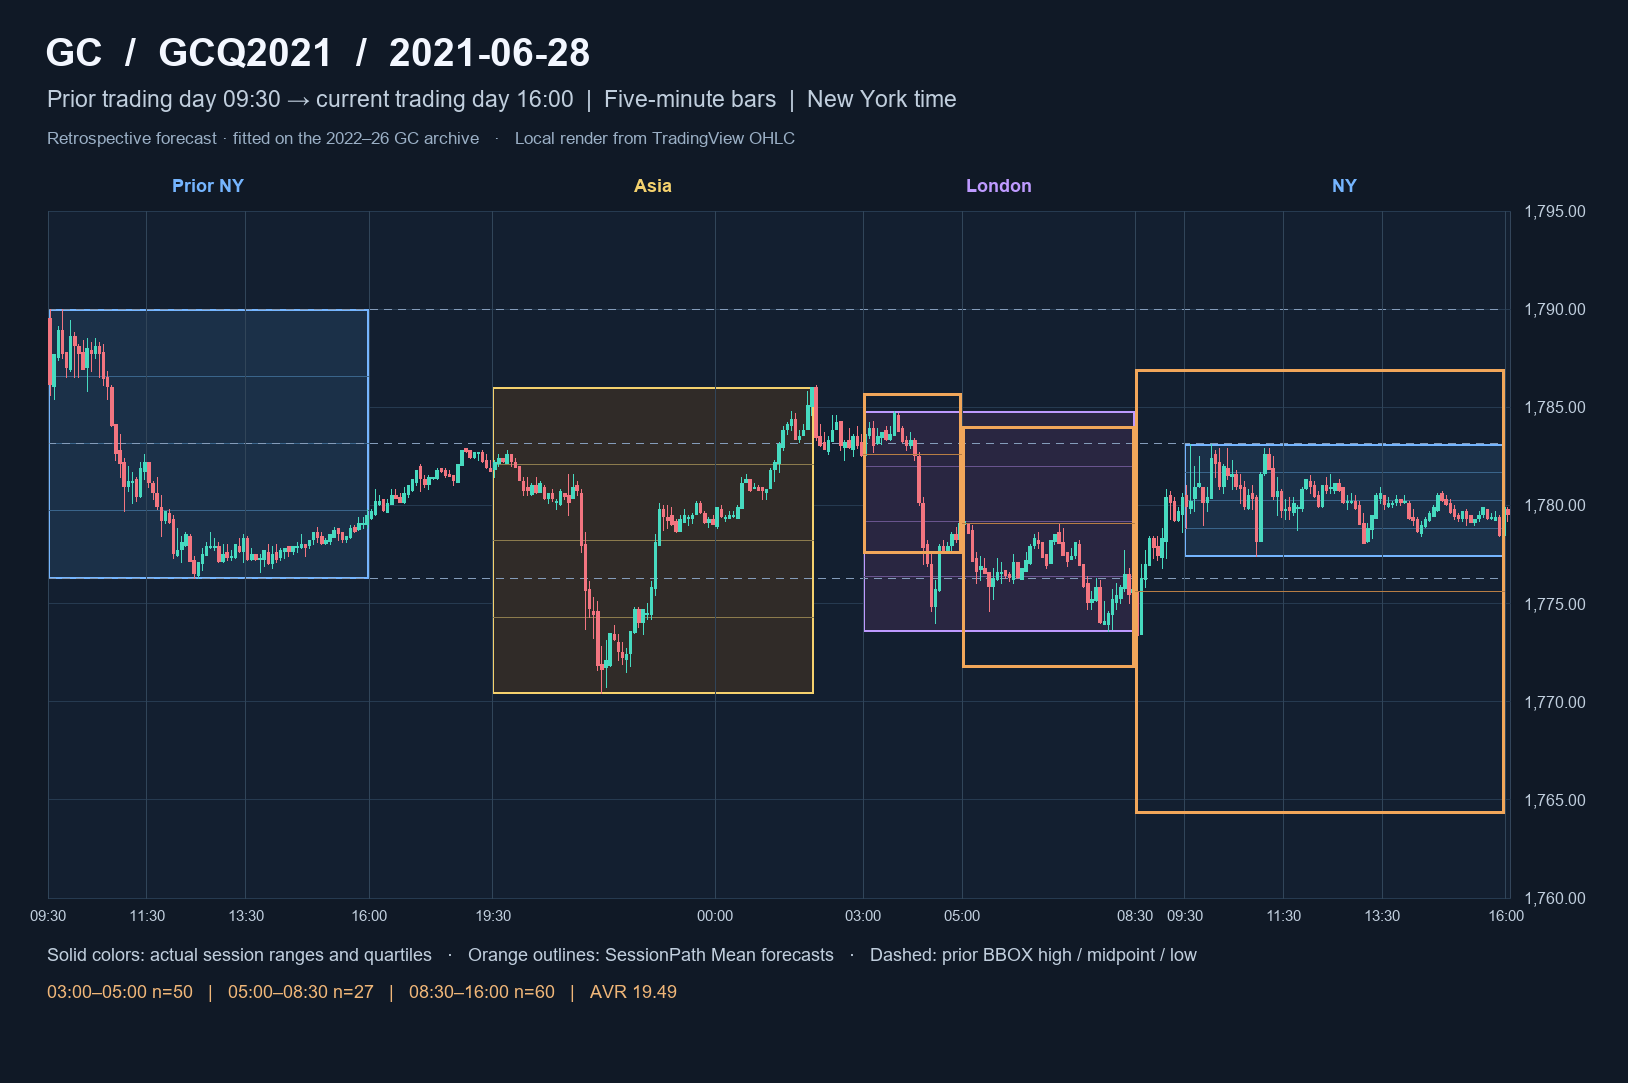 GC / GCQ2021 / 2021-06-28
Prior trading day 09:30 → current trading day 16:00 | Five-minute bars | New York time
Retrospective forecast · fitted on the 2022–26 GC archive · Local render from TradingView OHLC
Prior NY Asia London NY
1,795.00
1,790.00
1,785.00
1,780.00
1,775.00
1,770.00
1,765.00
1,760.00
09:30 11:30 13:30 16:00 19:30 00:00 03:00 05:00 08:30 09:30 11:30 13:30 16:00
Solid colors: actual session ranges and quartiles · Orange outlines: SessionPath Mean forecasts · Dashed: prior BBOX high / midpoint / low
03:00–05:00 n=50 | 05:00–08:30 n=27 | 08:30–16:00 n=60 | AVR 19.49